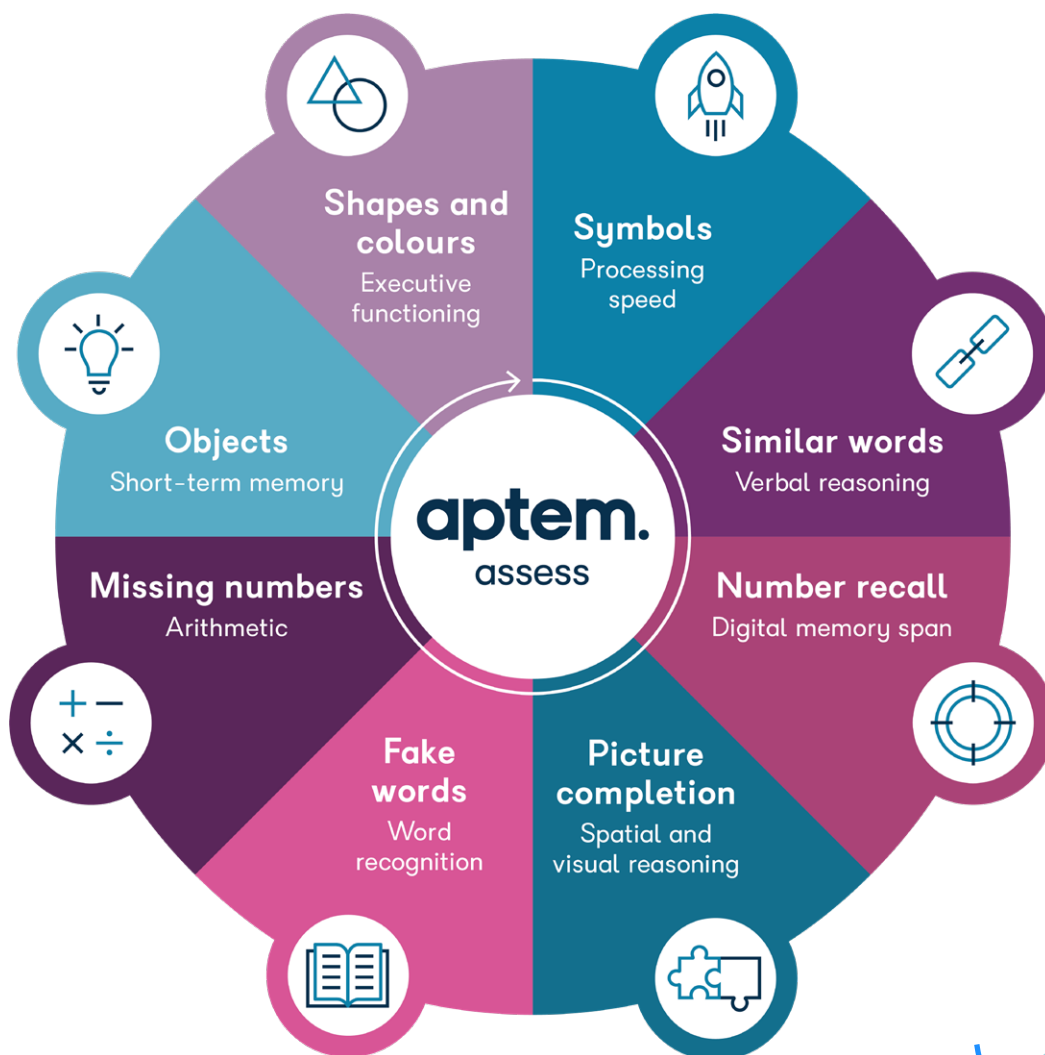 Shapes and
colours
Executive
functioning
Symbols
Processing
speed
Similar words
Verbal reasoning
Number recall
Digital memory span
Picture
completion
Spatial and
visual reasoning
Fake
words
Word
recognition
Missing numbers
Arithmetic
Objects
Short-term memory
aptem.
assess